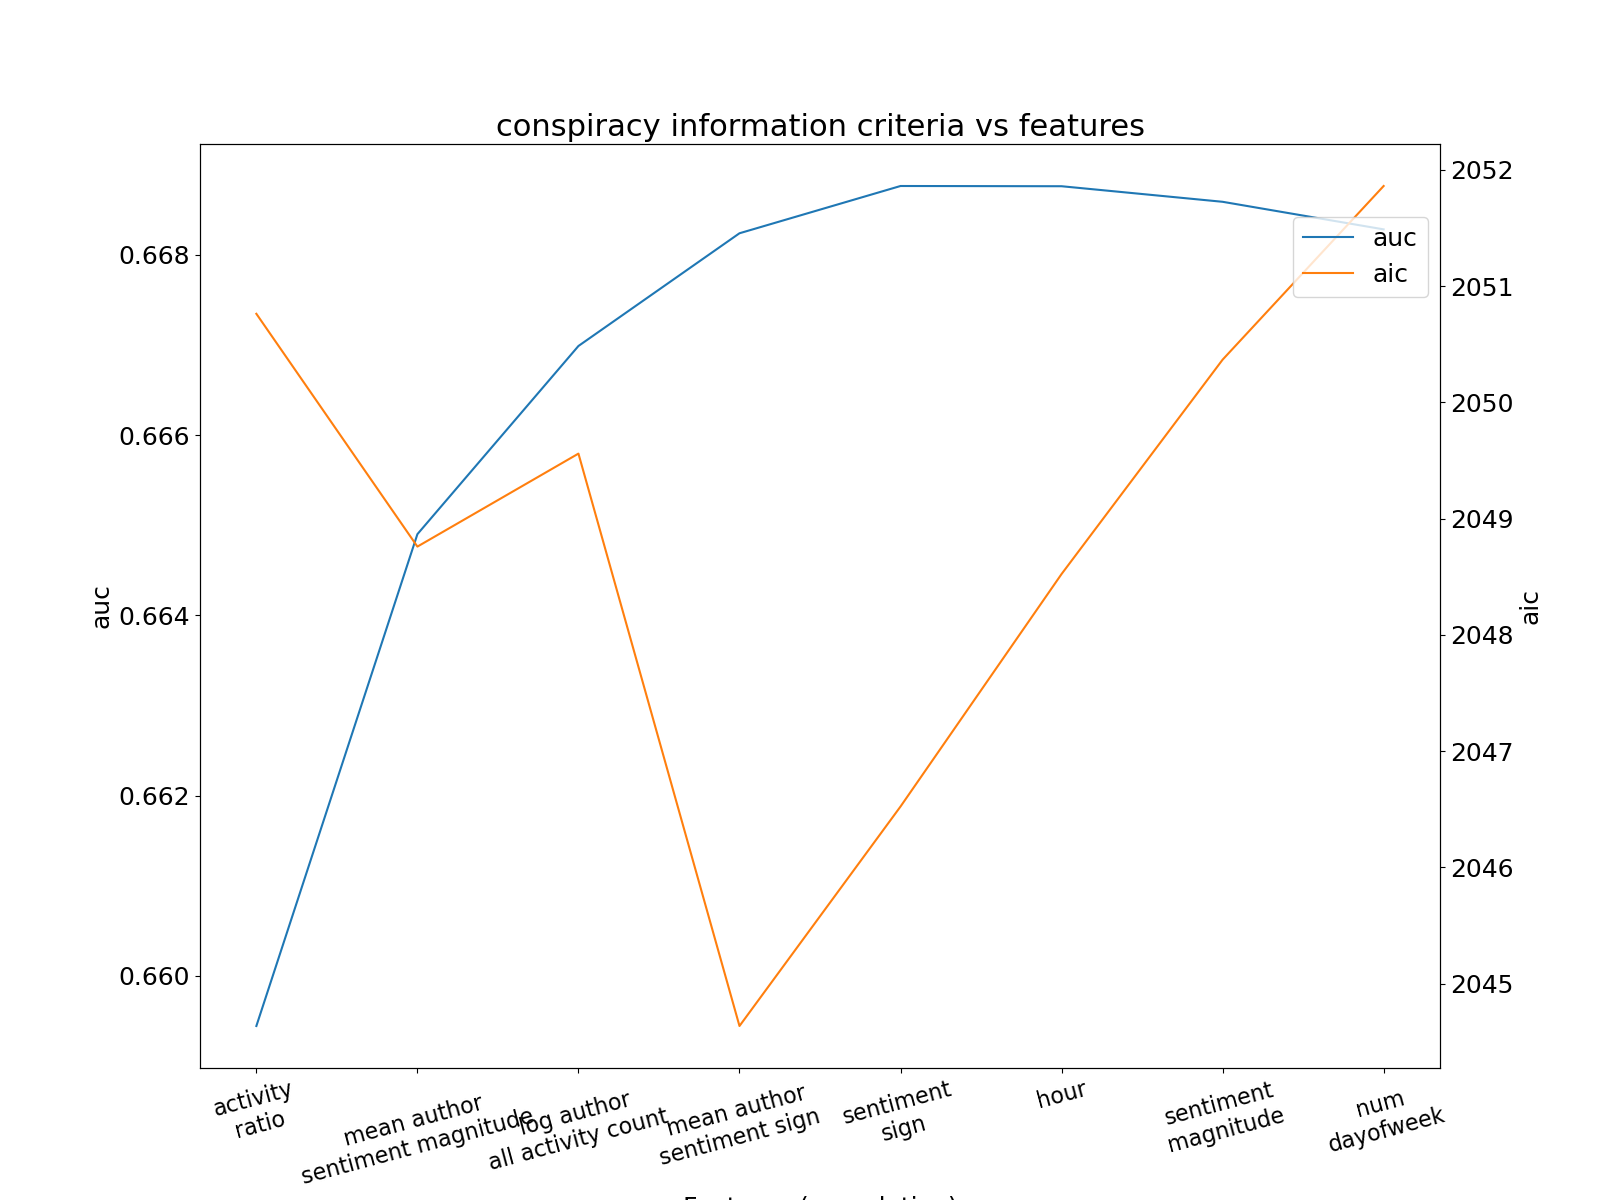 conspiracy information criteria vs features
auc
0.668
0.666
0.664
0.662
0.660
2052
2051
2050
2049
2048
2047
2046
2045
aic
auc
aic
activity
ratio
mean author
sentiment magnitude
log author
all activity count
mean author
sentiment sign
sentiment
sign
hour
sentiment
magnitude
num
dayofweek